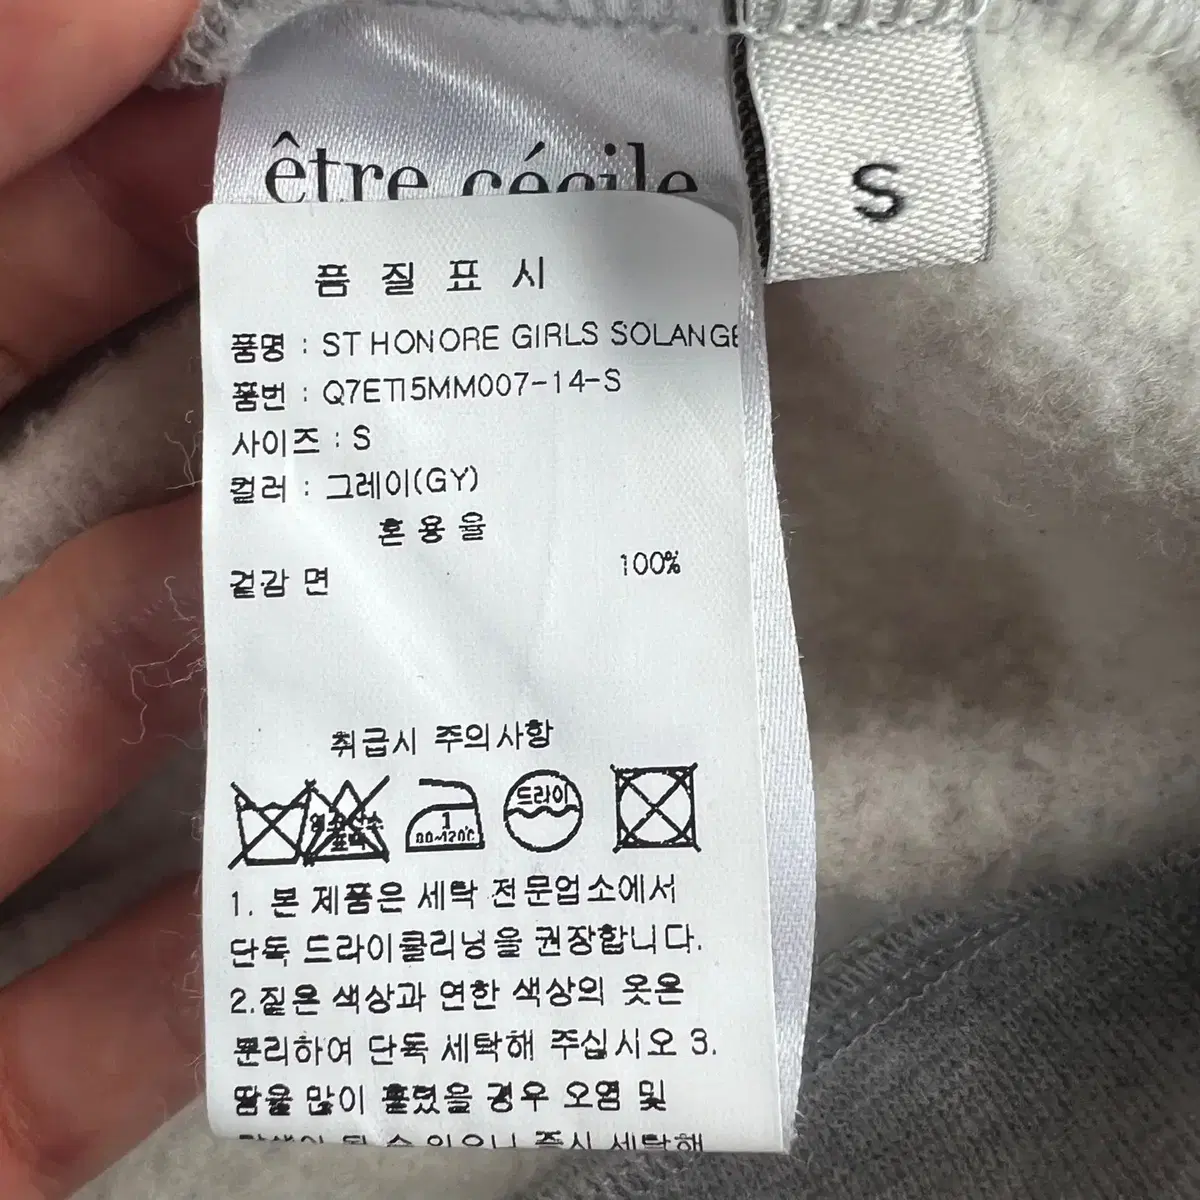 être cécile
S
품 질 표 시
품명 : ST HONORE GIRLS SOLANGE
품번 : Q7ETI5MM007-14-S
사이즈 : S
컬러 : 그레이(GY)
혼 용 율
겉감 면 100%
취급시 주의사항
드라이
1. 본 제품은 세탁 전문업소에서
단독 드라이클리닝을 권장합니다.
2.짙은 색상과 연한 색상의 옷은
분리하여 단독 세탁해 주십시오 3.
땀을 많이 흘렸을 경우 오염 및